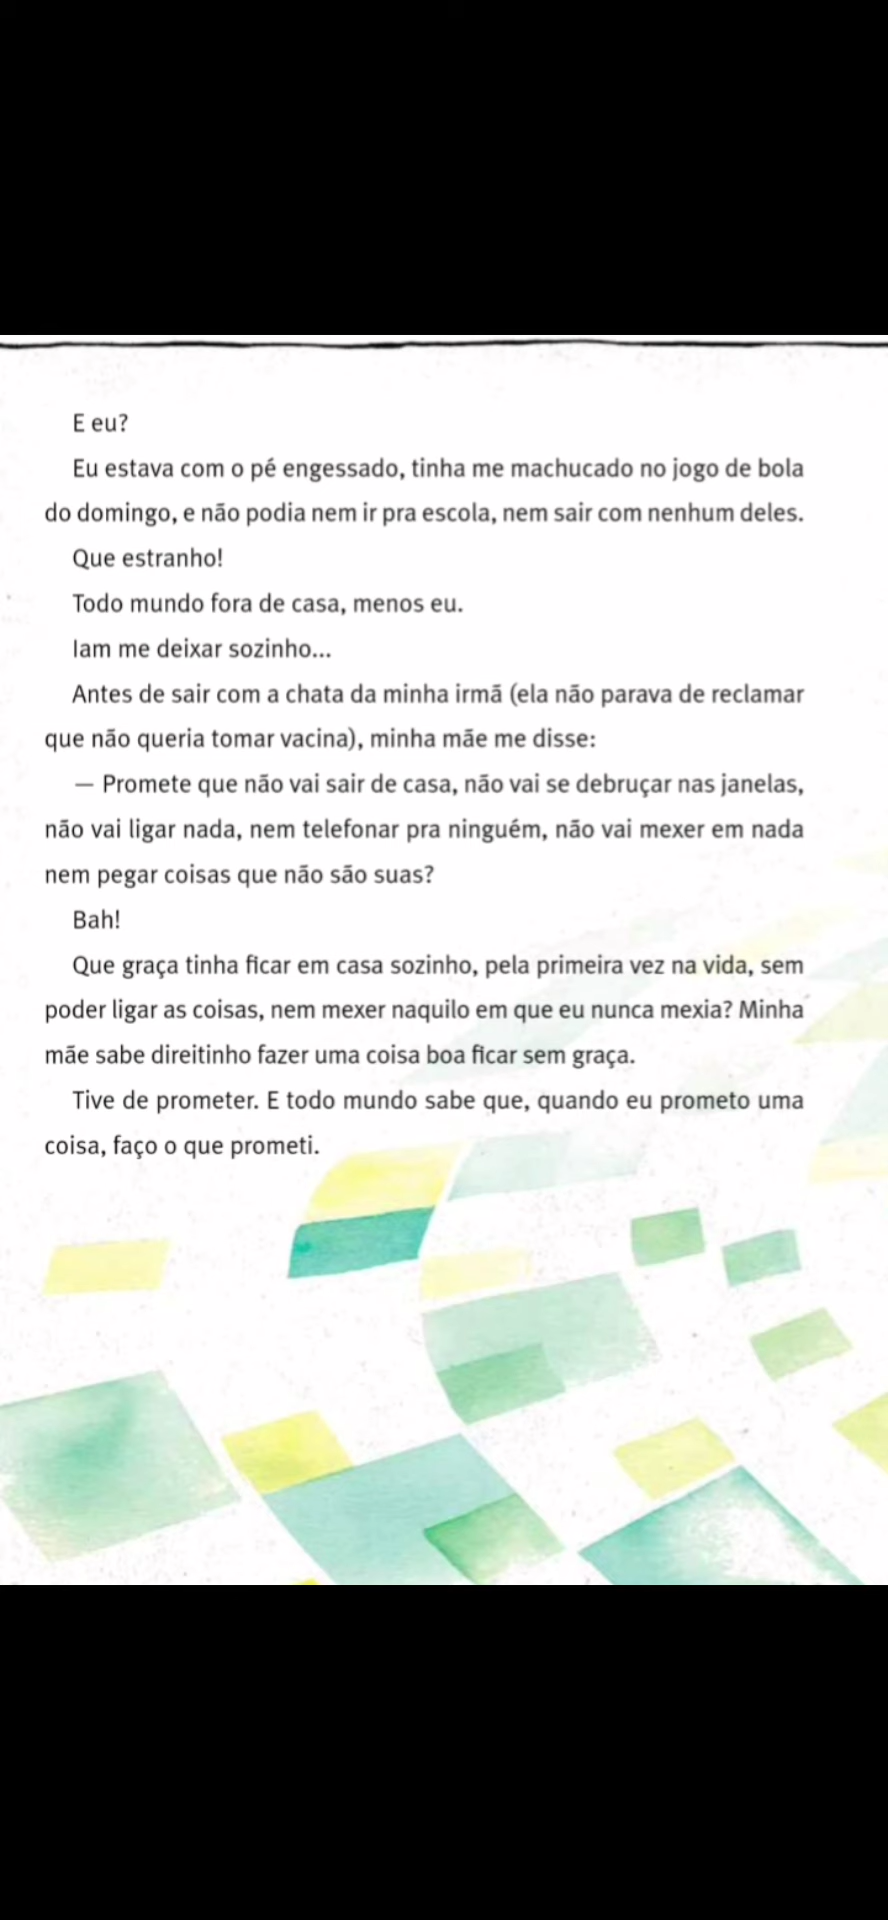 E eu?
Eu estava com o pé engessado, tinha me machucado no jogo de bola
do domingo, e não podia nem ir pra escola, nem sair com nenhum deles.
Que estranho!
Todo mundo fora de casa, menos eu.
Iam me deixar sozinho...
Antes de sair com a chata da minha irmã (ela não parava de reclamar
que não queria tomar vacina), minha mãe me disse:
— Promete que não vai sair de casa, não vai se debruçar nas janelas,
não vai ligar nada, nem telefonar pra ninguém, não vai mexer em nada
nem pegar coisas que não são suas?
Bah!
Que graça tinha ficar em casa sozinho, pela primeira vez na vida, sem
poder ligar as coisas, nem mexer naquilo em que eu nunca mexia? Minha
mãe sabe direitinho fazer uma coisa boa ficar sem graça.
Tive de prometer. E todo mundo sabe que, quando eu prometo uma
coisa, faço o que prometi.